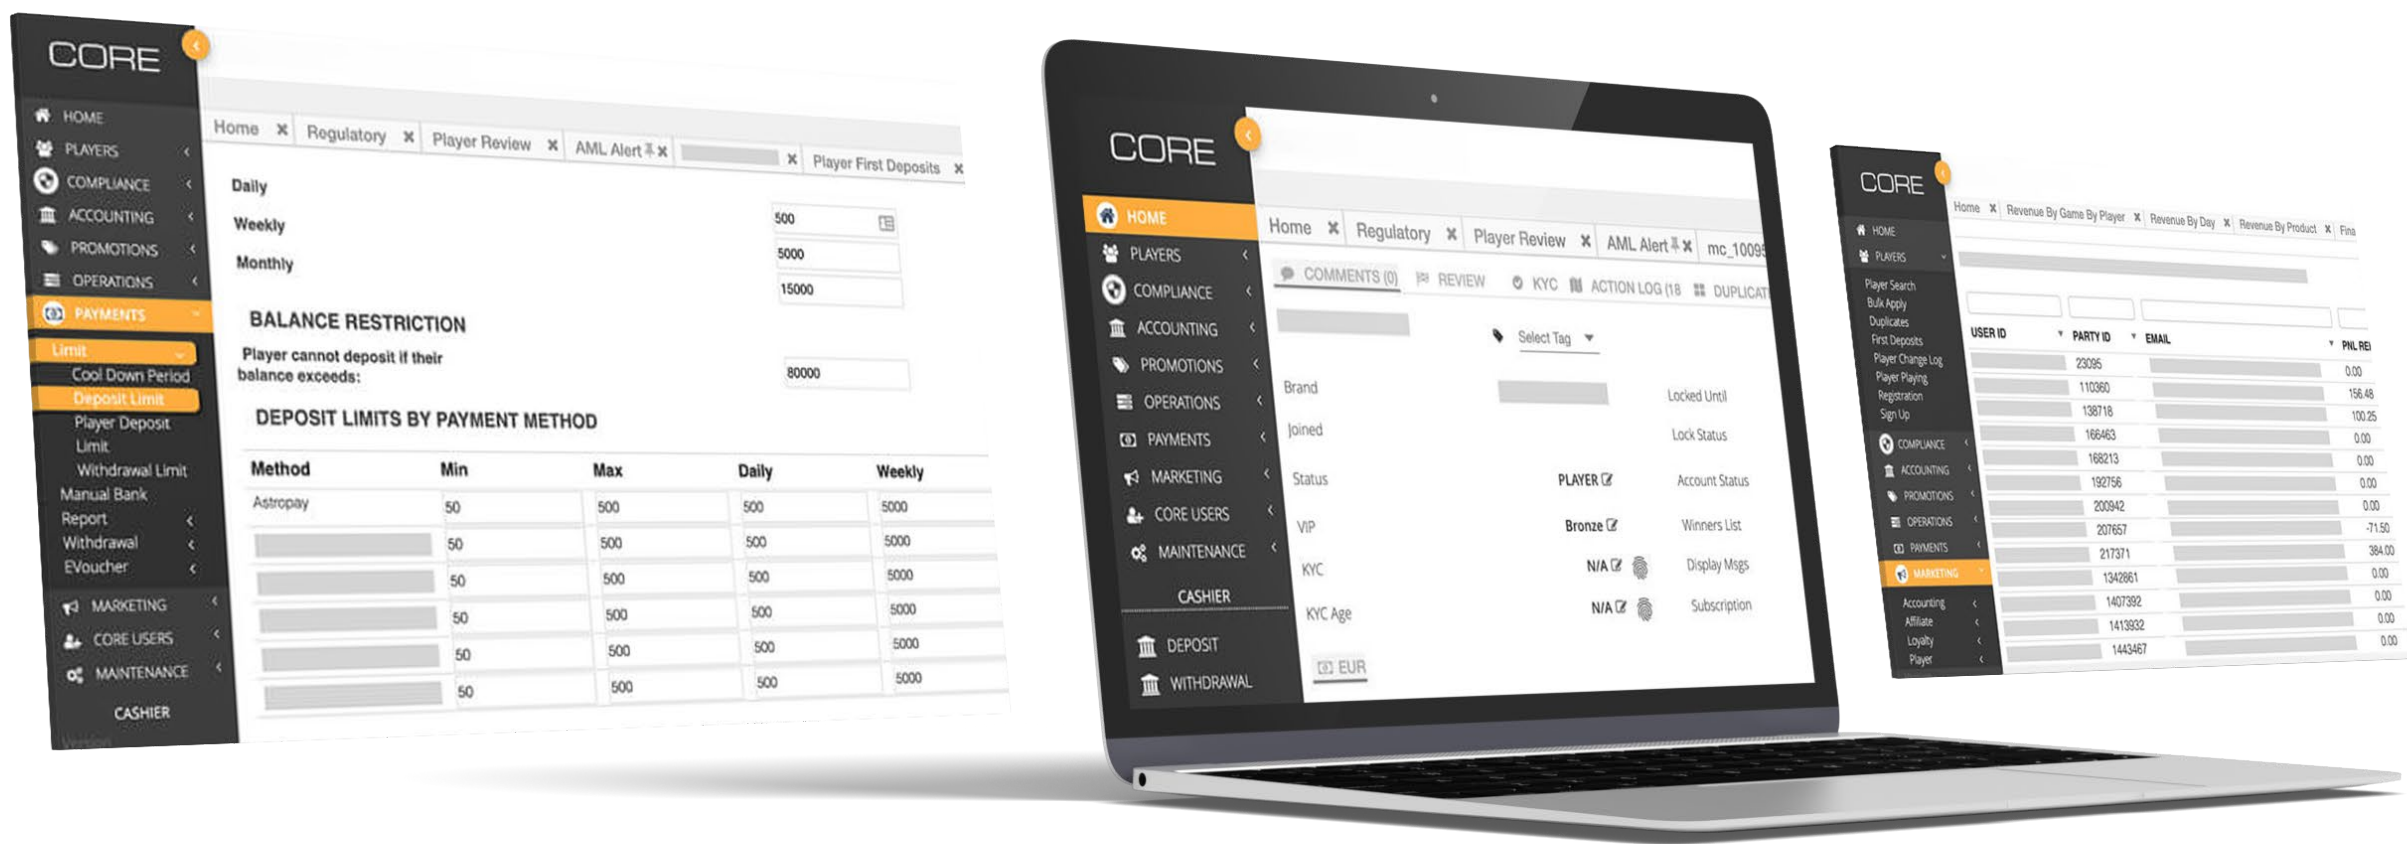 CORE
HOME
PLAYERS
COMPLIANCE
ACCOUNTING
PROMOTIONS
OPERATIONS
PAYMENTS
Limit
Cool Down Period
Deposit Limit
Player Deposit
Limit
Withdrawal Limit
Manual Bank
Report
Withdrawal
EVoucher
MARKETING
CORE USERS
MAINTENANCE
CASHIER
Version
Home Regulatory Player Review AML Alert Player First Deposits
Daily 500
Weekly 5000
Monthly 15000
BALANCE RESTRICTION
Player cannot deposit if their
balance exceeds: 80000
DEPOSIT LIMITS BY PAYMENT METHOD
Method Min Max Daily Weekly
Astropay 50 500 500 5000
50 500 500 5000
50 500 500 5000
50 500 500 5000
50 500 500 5000
50 500 500 5000
CORE
HOME
PLAYERS
COMPLIANCE
ACCOUNTING
PROMOTIONS
OPERATIONS
PAYMENTS
MARKETING
CORE USERS
MAINTENANCE
CASHIER
DEPOSIT
WITHDRAWAL
Home Regulatory Player Review AML Alert mc_10095
COMMENTS (0) REVIEW KYC ACTION LOG (18 DUPLICAT
Select Tag
Brand Locked Until
Joined Lock Status
Status PLAYER Account Status
VIP Bronze Winners List
KYC N/A Display Msgs
KYC Age N/A Subscription
EUR
CORE
HOME
PLAYERS
Player Search
Bulk Apply
Duplicates
First Deposits
Player Change Log
Player Playing
Registration
Sign Up
COMPLIANCE
ACCOUNTING
PROMOTIONS
OPERATIONS
PAYMENTS
MARKETING
Accounting
Affiliate
Loyalty
Player
Home Revenue By Game By Player Revenue By Day Revenue By Product Fina
USER ID PARTY ID EMAIL PNL REI
23095 0.00
110360 156.48
138718 100.25
166463 0.00
168213 0.00
192756 0.00
200942 0.00
207657 -71.50
217371 384.00
1342861 0.00
1407392 0.00
1413932 0.00
1443467 0.00